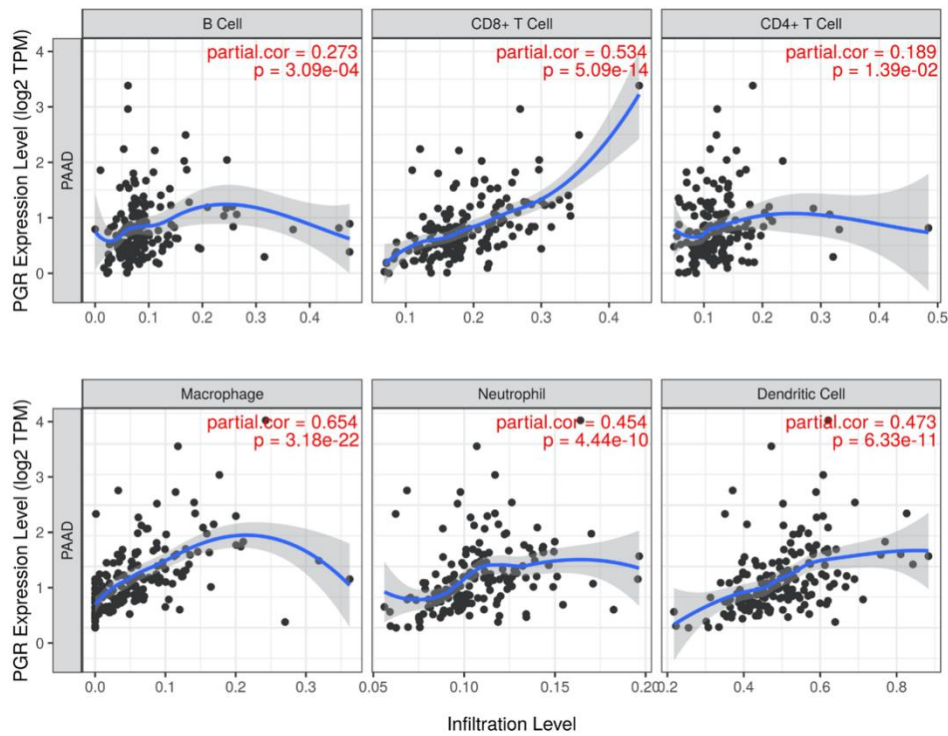 B Cell
CD8+ T Cell
CD4+ T Cell
partial.cor = 0.273
p = 3.09e-04
partial.cor = 0.534
p = 5.09e-14
partial.cor = 0.189
p = 1.39e-02
PGR Expression Level (log2 TPM)
PAAD
4
3
2
1
0
0.0 0.1 0.2 0.3 0.4
0.1 0.2 0.3 0.4
0.1 0.2 0.3 0.4 0.5
Macrophage
Neutrophil
Dendritic Cell
partial.cor = 0.654
p = 3.18e-22
partial.cor = 0.454
p = 4.44e-10
partial.cor = 0.473
p = 6.33e-11
PGR Expression Level (log2 TPM)
PAAD
4
3
2
1
0
0.0 0.1 0.2 0.3
0.05 0.10 0.15 0.20
0.2 0.4 0.6 0.8
Infiltration Level